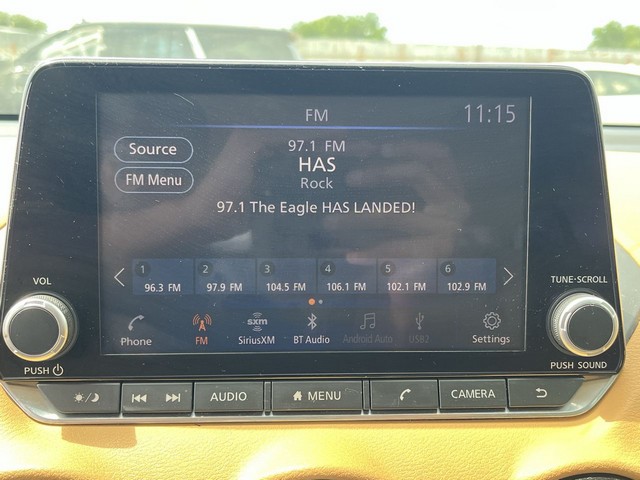 FM
11:15
Source
97.1 FM
HAS
FM Menu
Rock
97.1 The Eagle HAS LANDED!
1 2 3 4 5 6
96.3 FM 97.9 FM 104.5 FM 106.1 FM 102.1 FM 102.9 FM
VOL
TUNE·SCROLL
sxm
Phone FM SiriusXM BT Audio Android Auto USB2 Settings
PUSH
PUSH SOUND
AUDIO MENU CAMERA